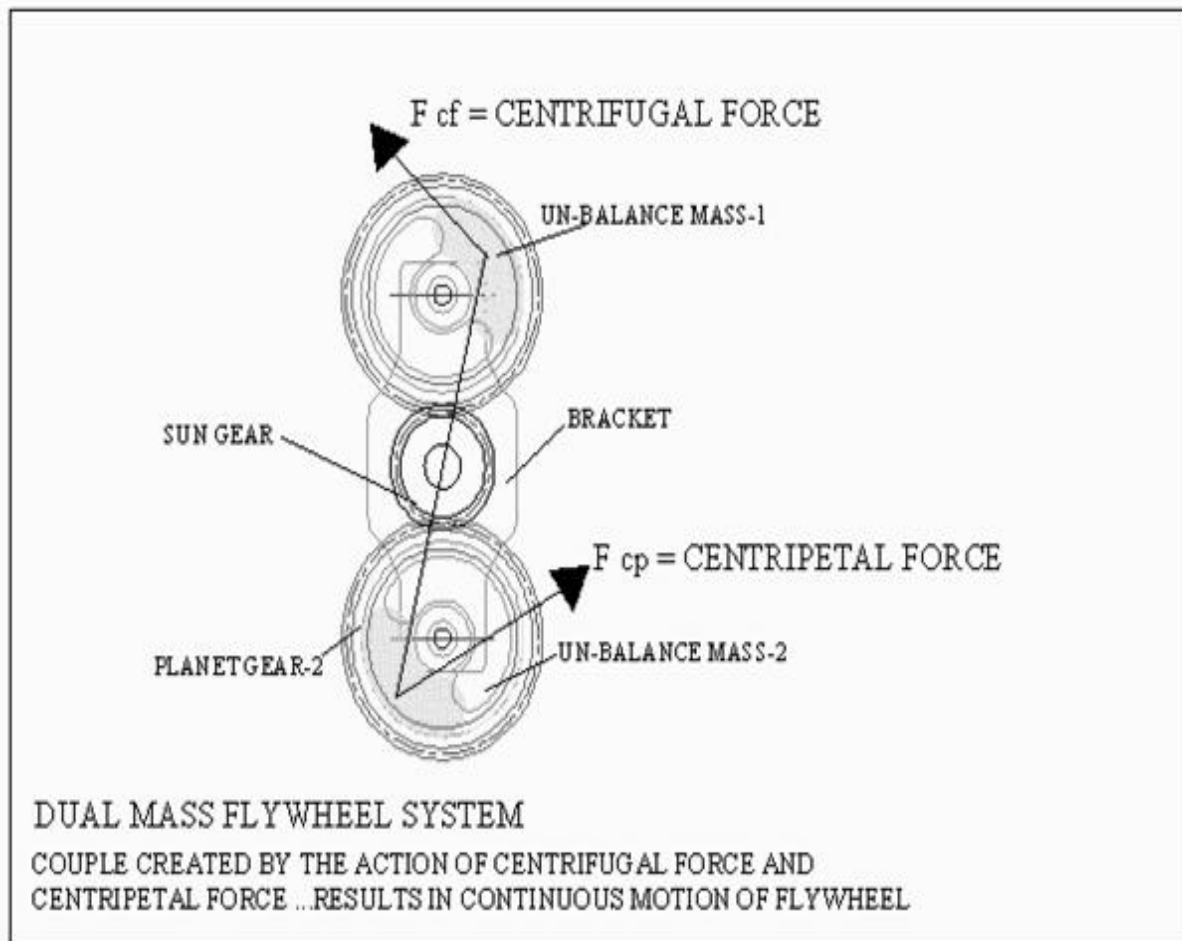 F cf = CENTRIFUGAL FORCE
UN-BALANCE MASS-1
BRACKET
SUN GEAR
F cp = CENTRIPETAL FORCE
UN-BALANCE MASS-2
PLANET GEAR-2
DUAL MASS FLYWHEEL SYSTEM
COUPLE CREATED BY THE ACTION OF CENTRIFUGAL FORCE AND
CENTRIPETAL FORCE ...RESULTS IN CONTINUOUS MOTION OF FLYWHEEL